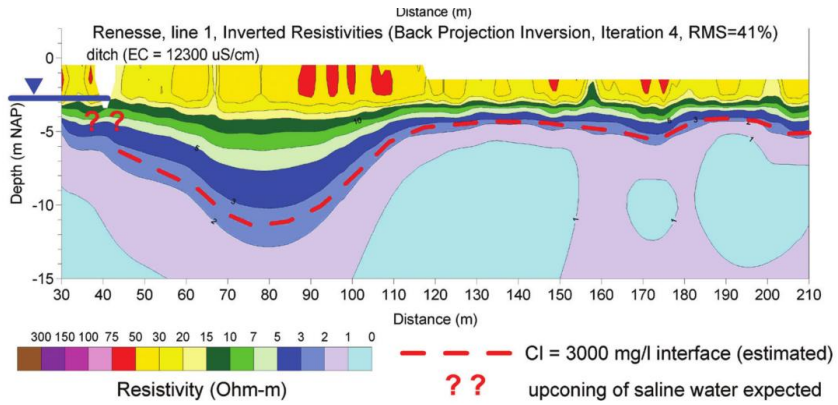 Distance (m)
Renesse, line 1, Inverted Resistivities (Back Projection Inversion, Iteration 4, RMS=41%)
ditch (EC = 12300 uS/cm)
0
-5
-10
-15
Depth (m NAP)
? ?
10
5
3
2
5
3
2
1
1
1
30 40 50 60 70 80 90 100 110 120 130 140 150 160 170 180 190 200 210
Distance (m)
300 150 100 75 50 30 20 15 10 7 5 3 2 1 0
Resistivity (Ohm-m)
Cl = 3000 mg/l interface (estimated)
? ? upconing of saline water expected